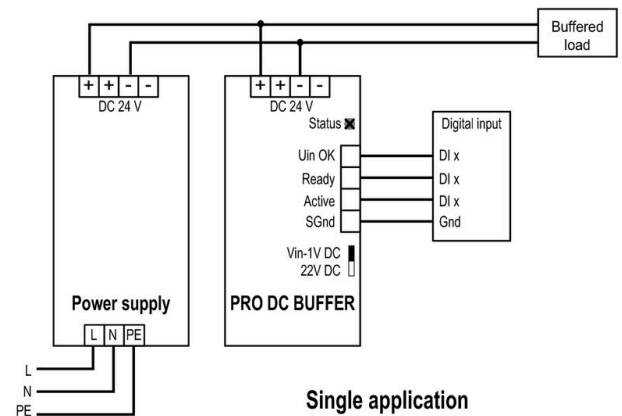 Buffered
load
+ + - -
DC 24 V
+ + - -
DC 24 V
Status
Digital input
Uin OK
DI x
Ready
DI x
Active
DI x
SGnd
Gnd
Vin-1V DC
22V DC
Power supply
PRO DC BUFFER
L N PE
L
N
PE
Single application